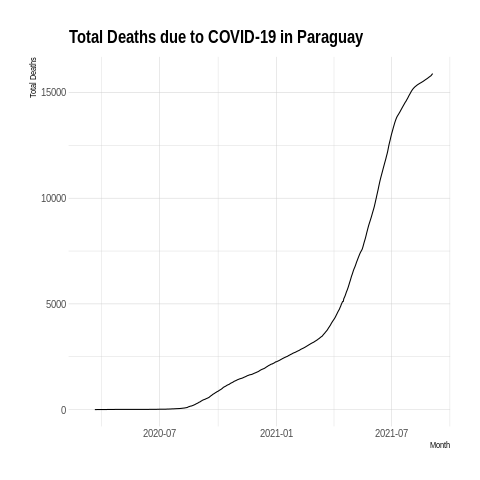 Total Deaths due to COVID-19 in Paraguay
Total Deaths
15000
10000
5000
0
2020-07 2021-01 2021-07
Month